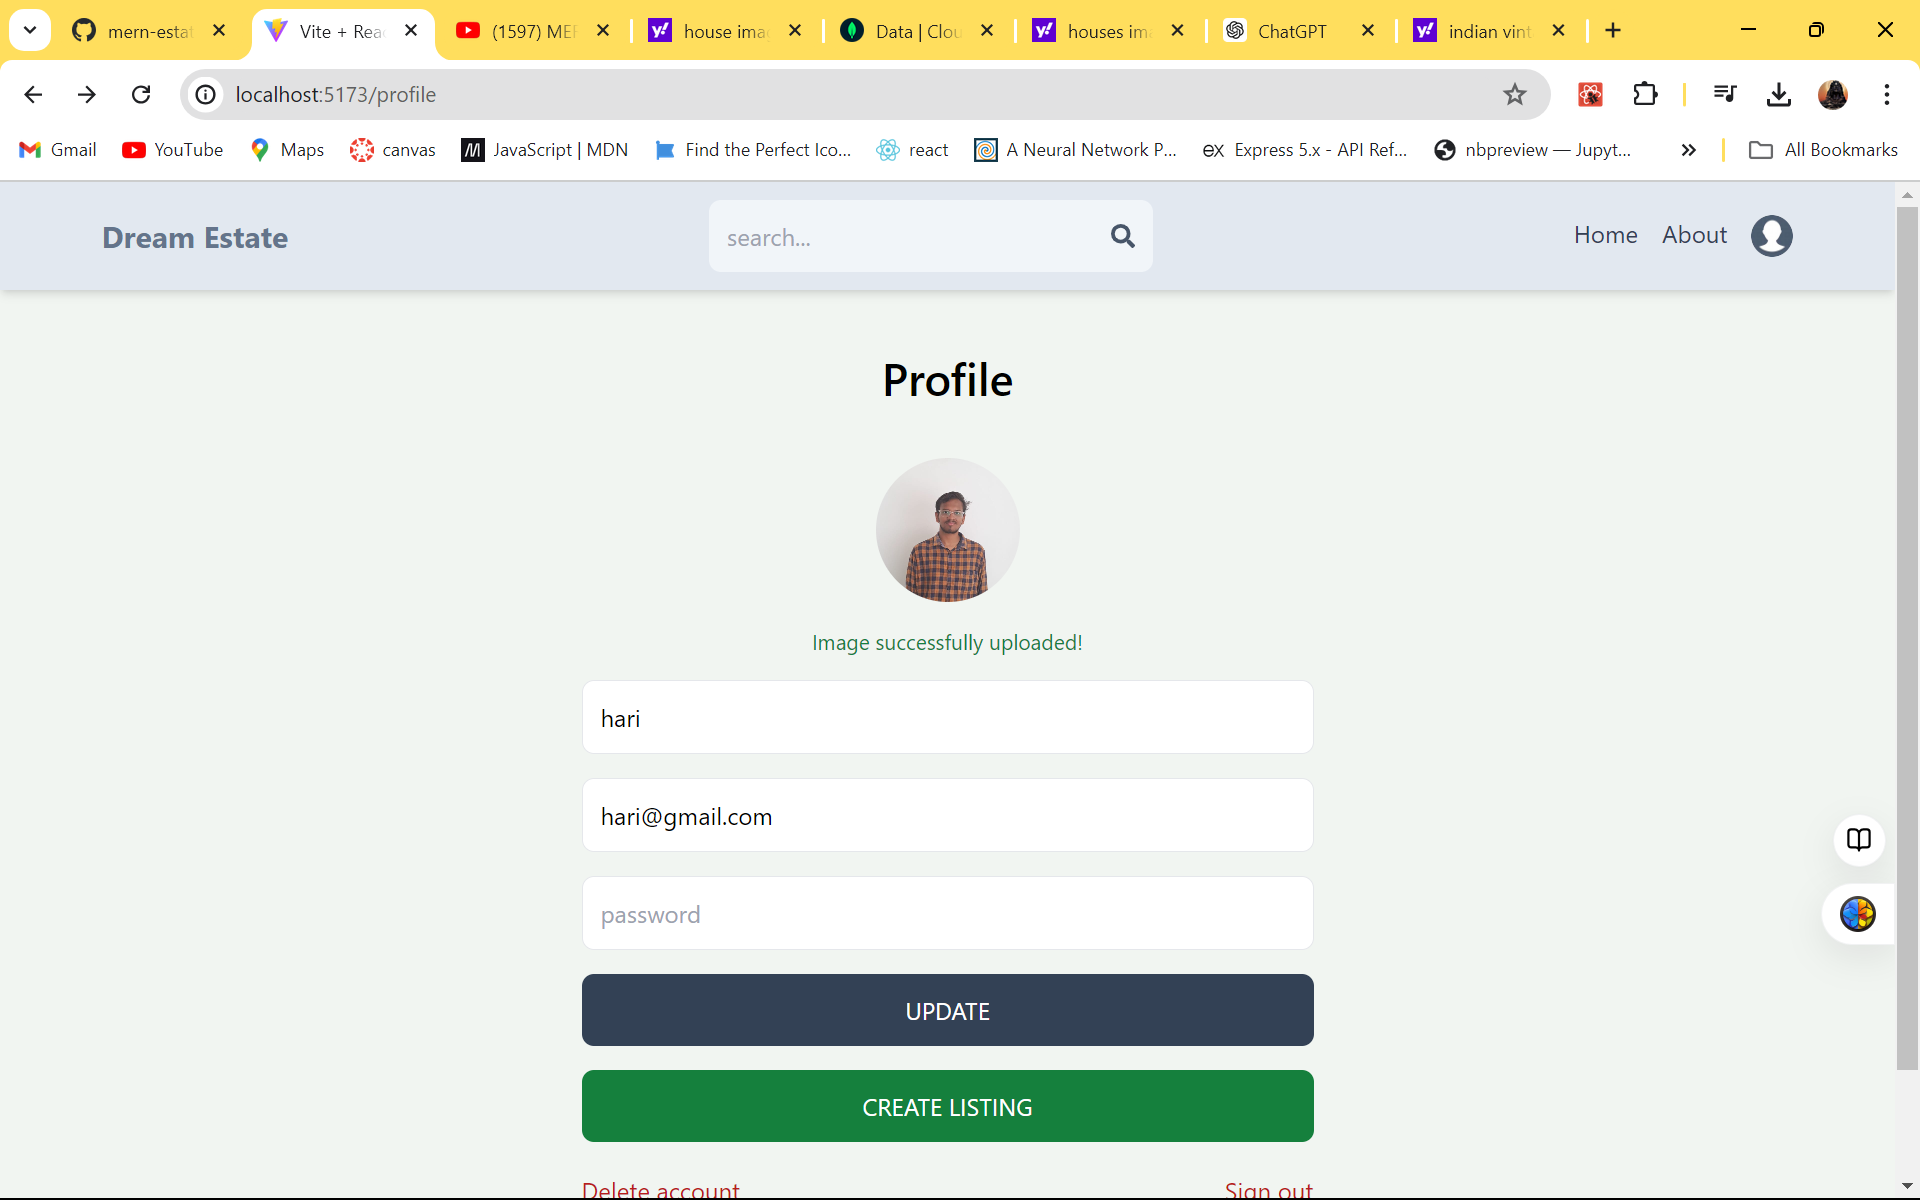 mern-estat
Vite + Rea
(1597) MER
house ima
Data | Clou
houses im
ChatGPT
indian vint
localhost:5173/profile
Gmail
YouTube
Maps
canvas
JavaScript | MDN
Find the Perfect Ico...
react
A Neural Network P...
ex
Express 5.x - API Ref...
nbpreview — Jupyt...
All Bookmarks
Dream Estate
search...
Home
About
Profile
Image successfully uploaded!
hari
hari@gmail.com
password
UPDATE
CREATE LISTING
Delete account
Sign out